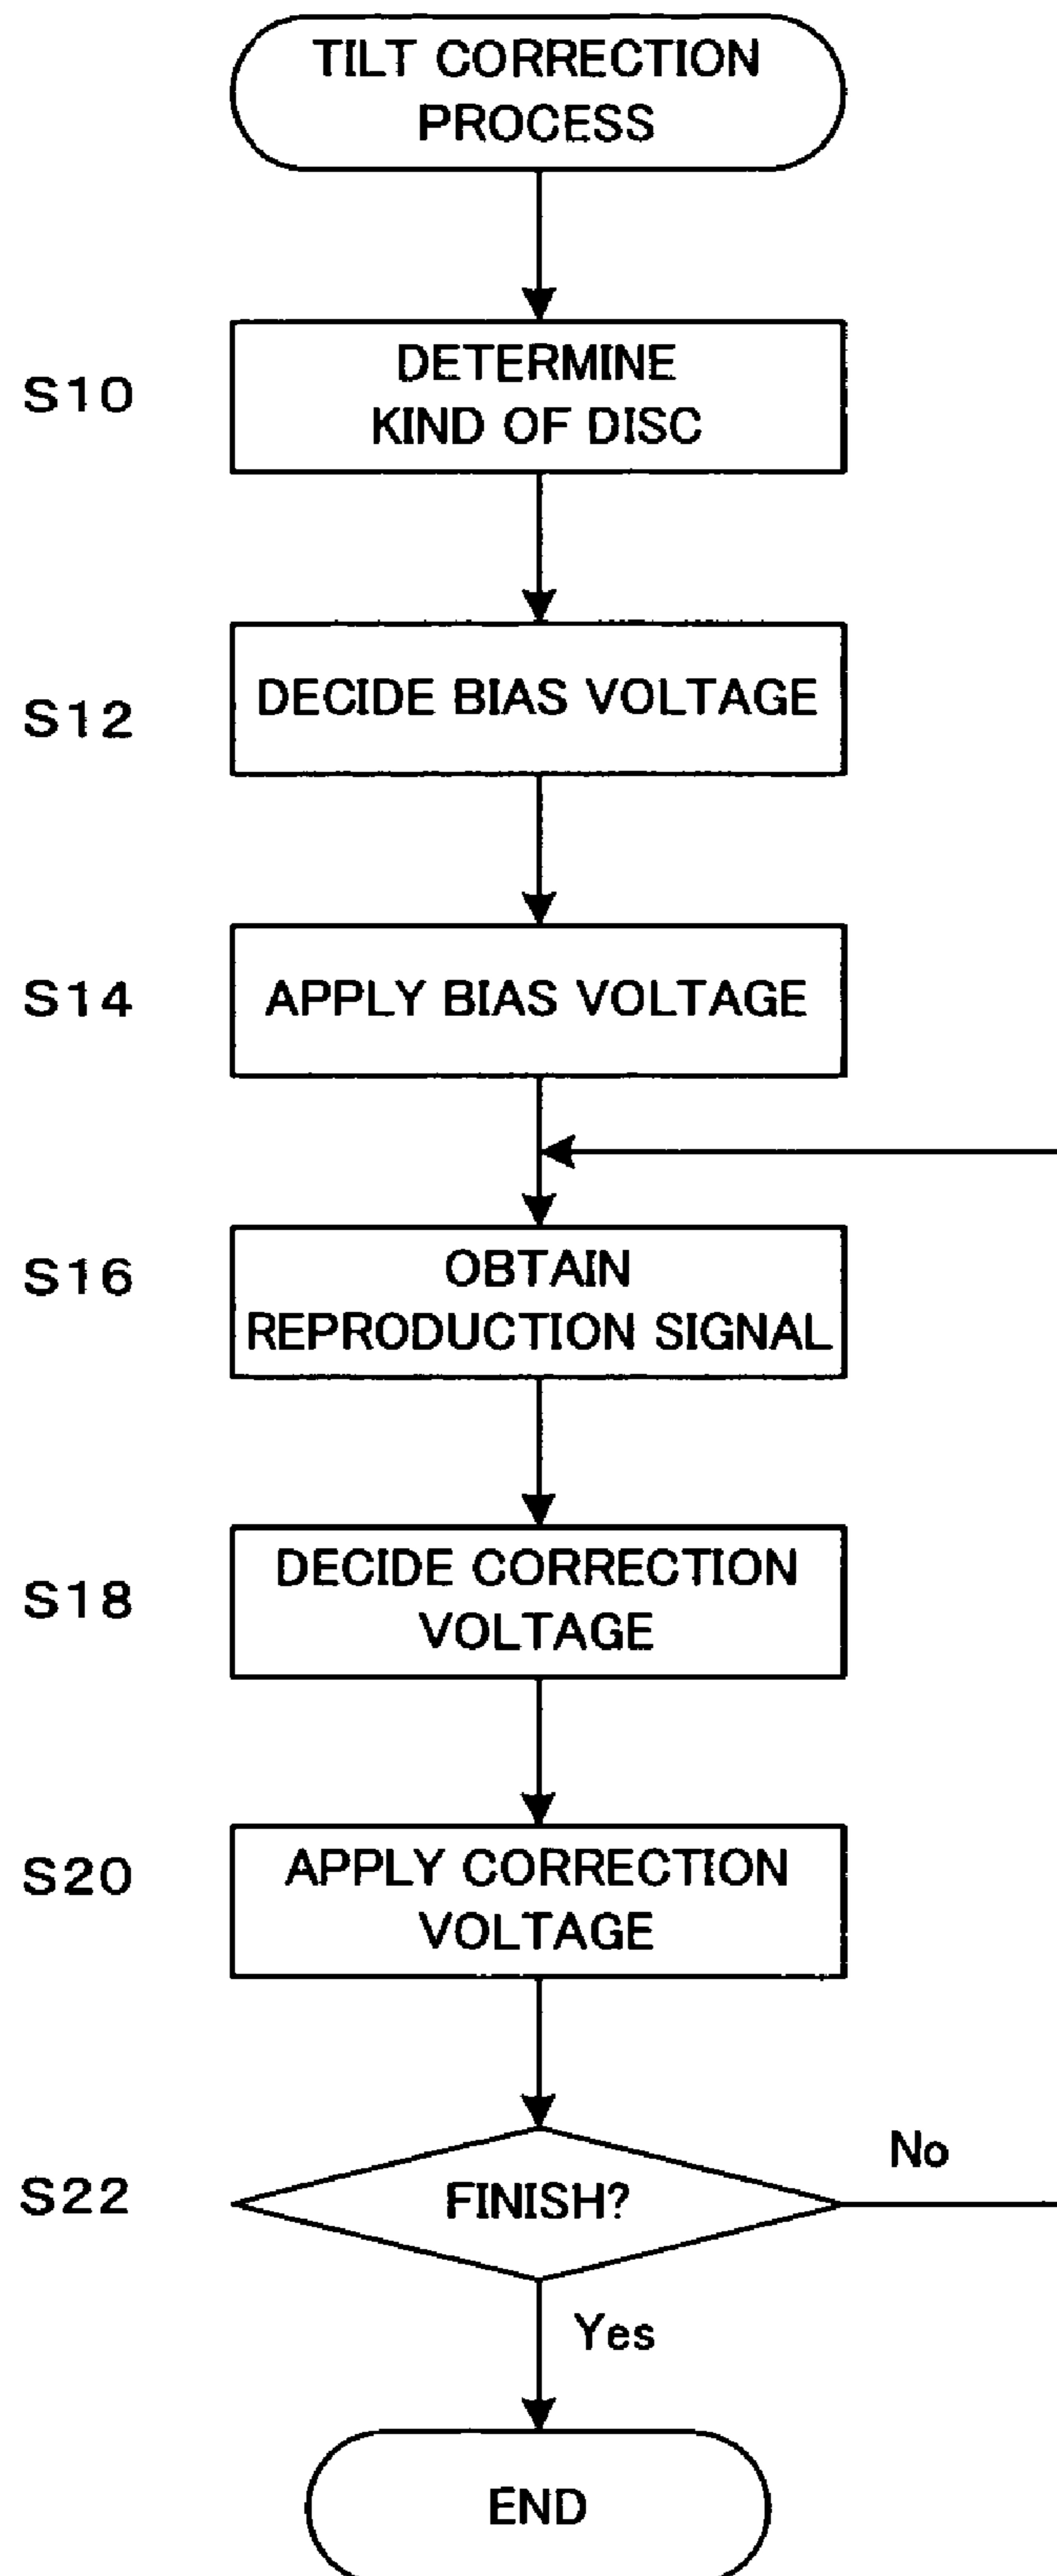 TILT CORRECTION
PROCESS
S10
DETERMINE
KIND OF DISC
S12
DECIDE BIAS VOLTAGE
S14
APPLY BIAS VOLTAGE
S16
OBTAIN
REPRODUCTION SIGNAL
S18
DECIDE CORRECTION
VOLTAGE
S20
APPLY CORRECTION
VOLTAGE
S22
FINISH?
No
Yes
END